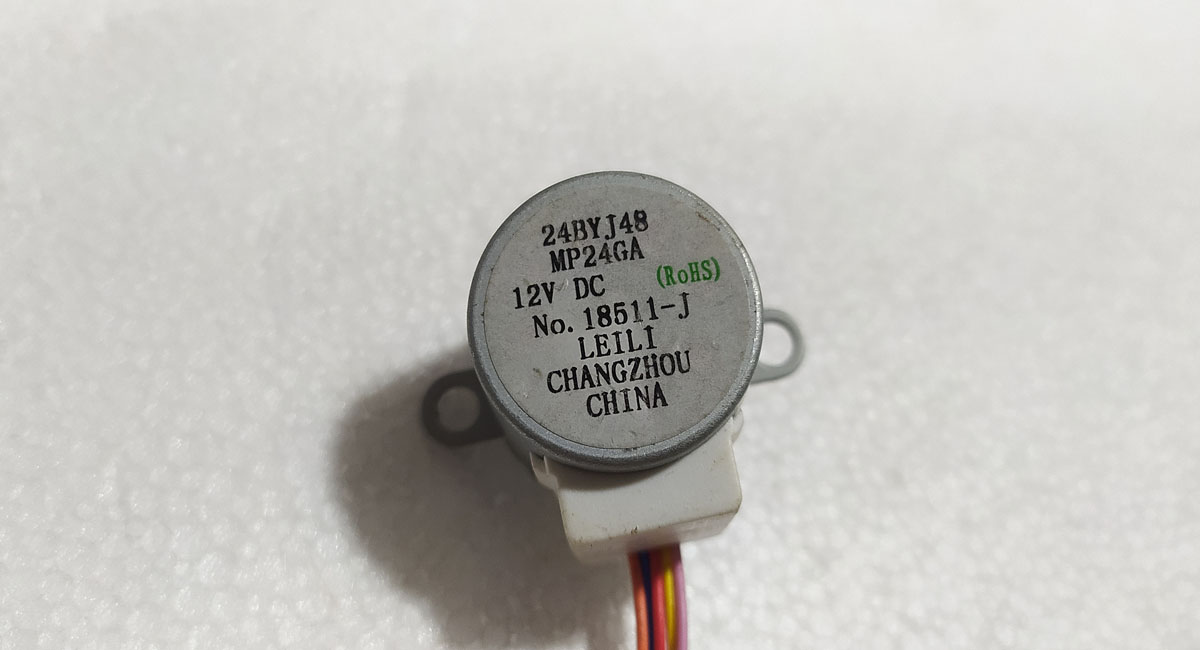 24BYJ48
MP24GA
12V DC (RoHS)
No. 18511-J
LEILI
CHANGZHOU
CHINA